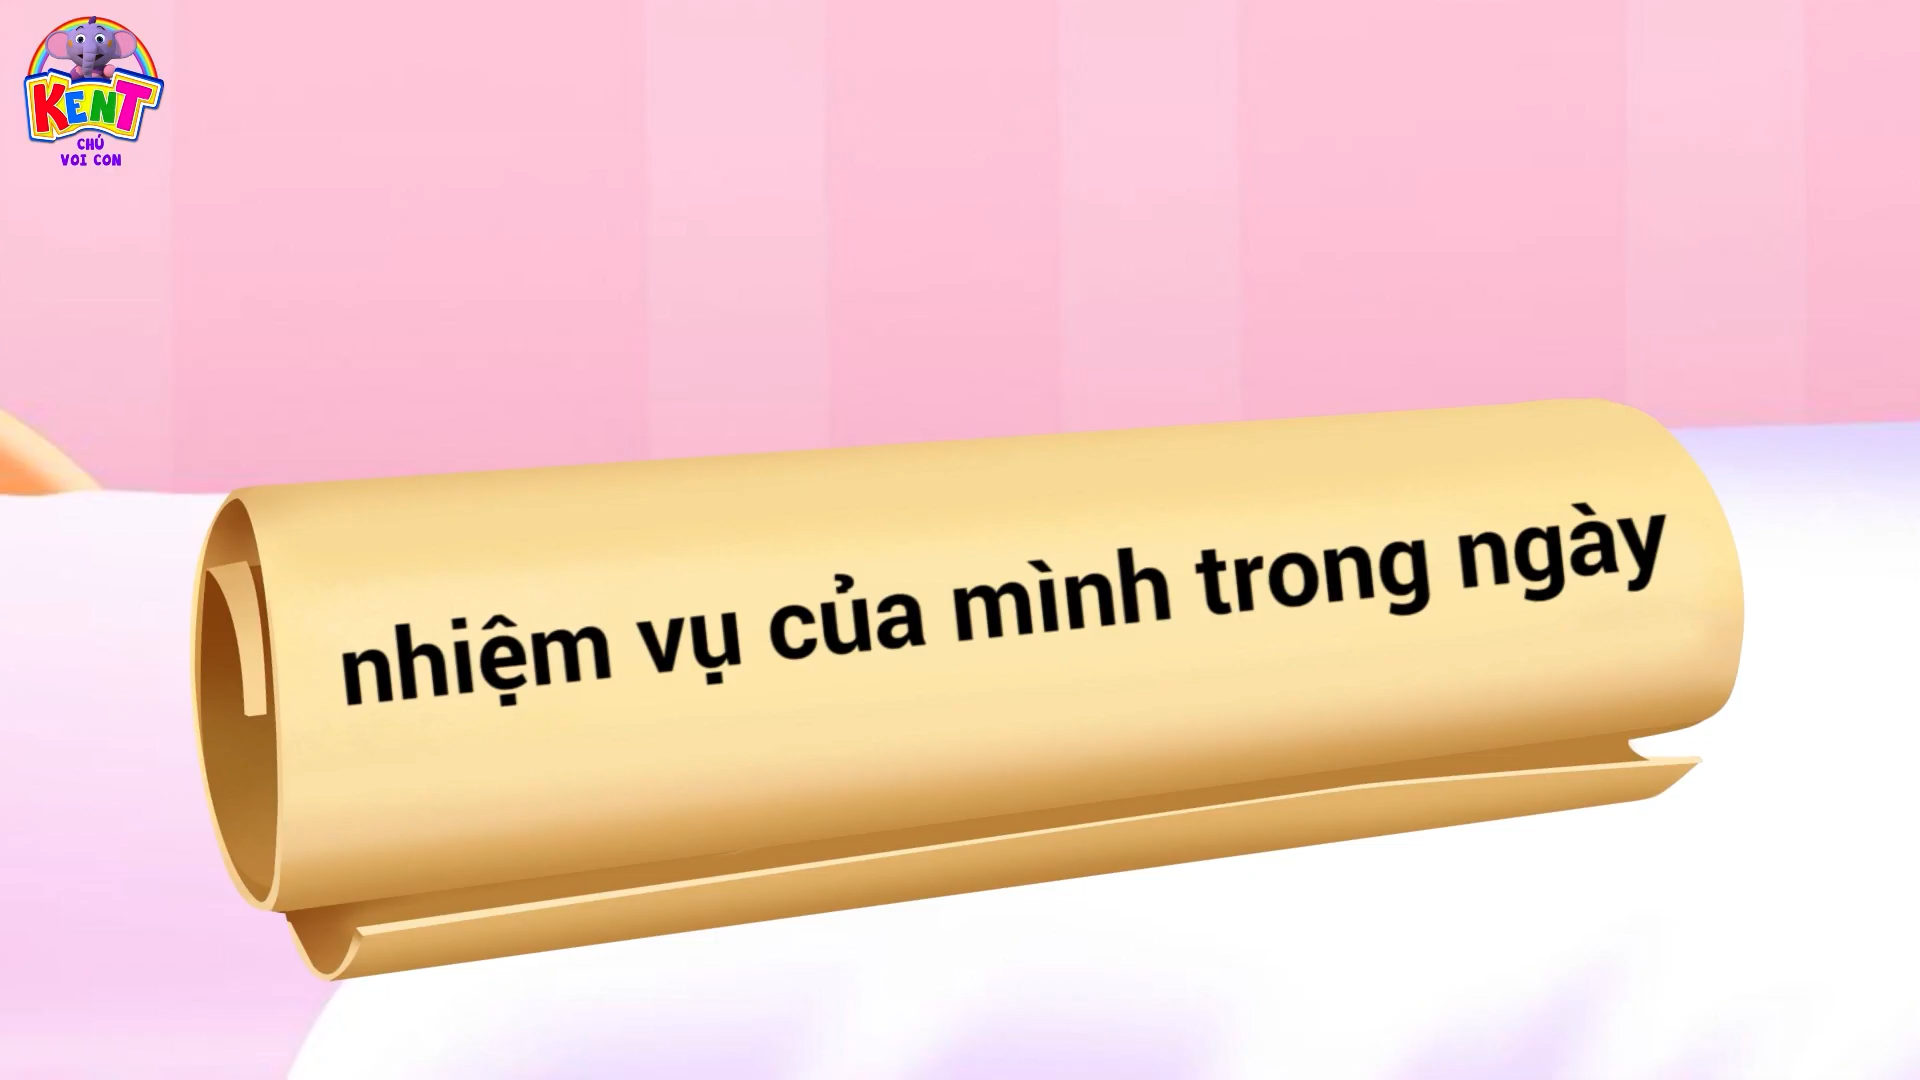 KENT
CHÚ
VOI CON
nhiệm vụ của mình trong ngày